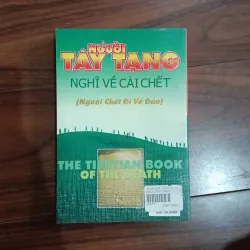 NGƯỜI
TÂY TẠNG
NGHĨ VỀ CÁI CHẾT
(Người Chết Đi Về Đâu)
THE TIBETIAN BOOK
OF THE DEATH